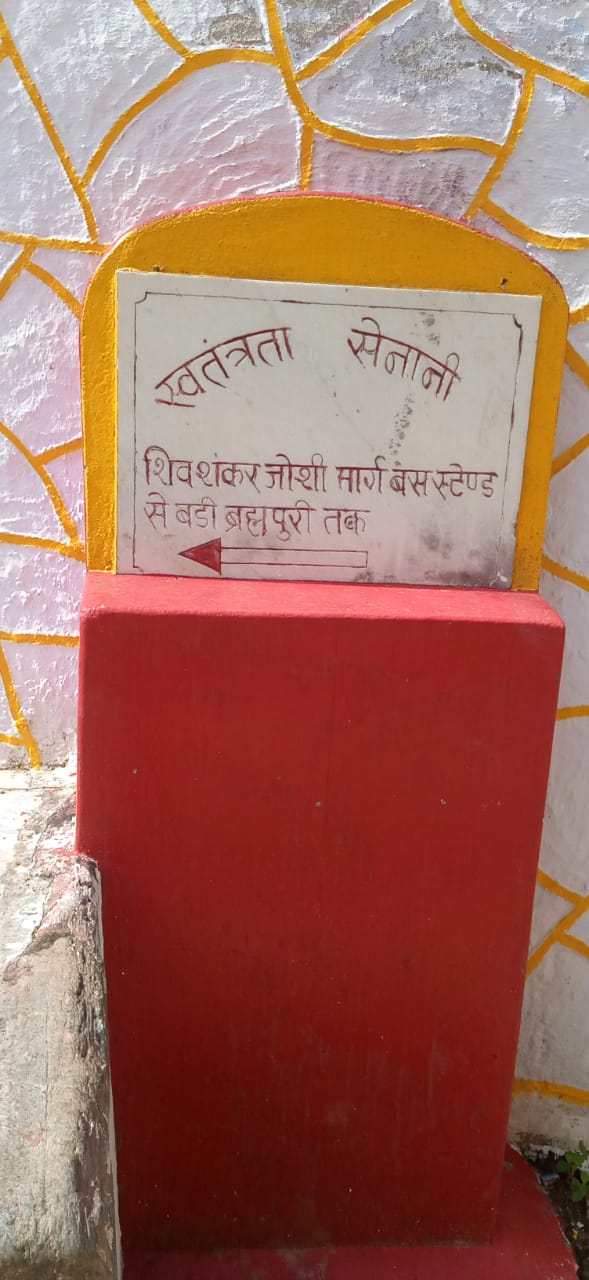 स्वतंत्रता सेनानी
शिवशंकर जोशी मार्ग बस स्टेण्ड
से बडी ब्रह्मपुरी तक